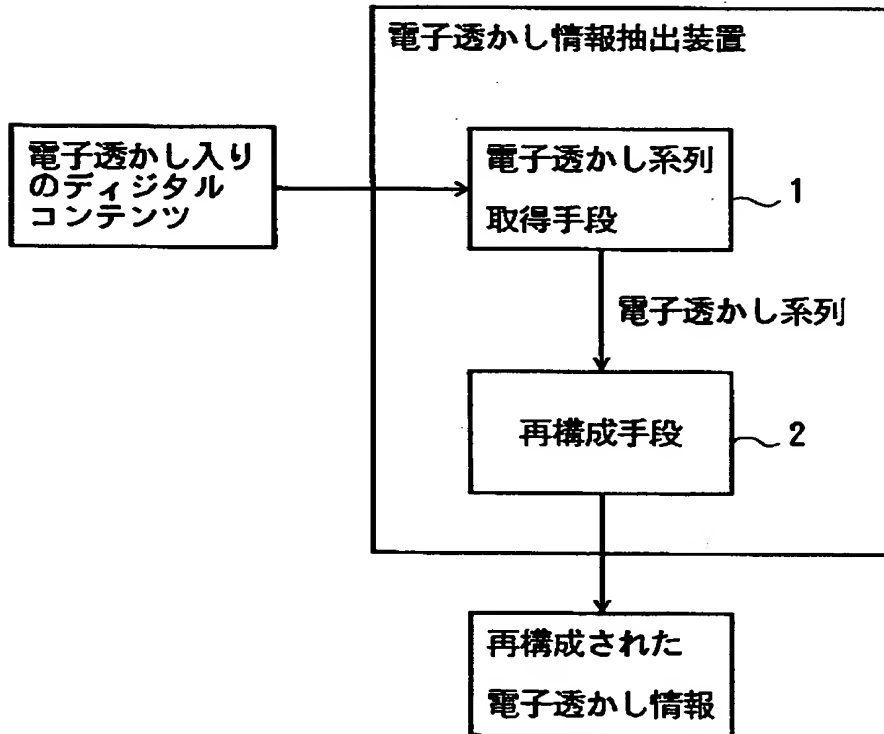 電子透かし情報抽出装置
電子透かし入り
のディジタル
コンテンツ
電子透かし系列
取得手段
1
電子透かし系列
再構成手段
2
再構成された
電子透かし情報